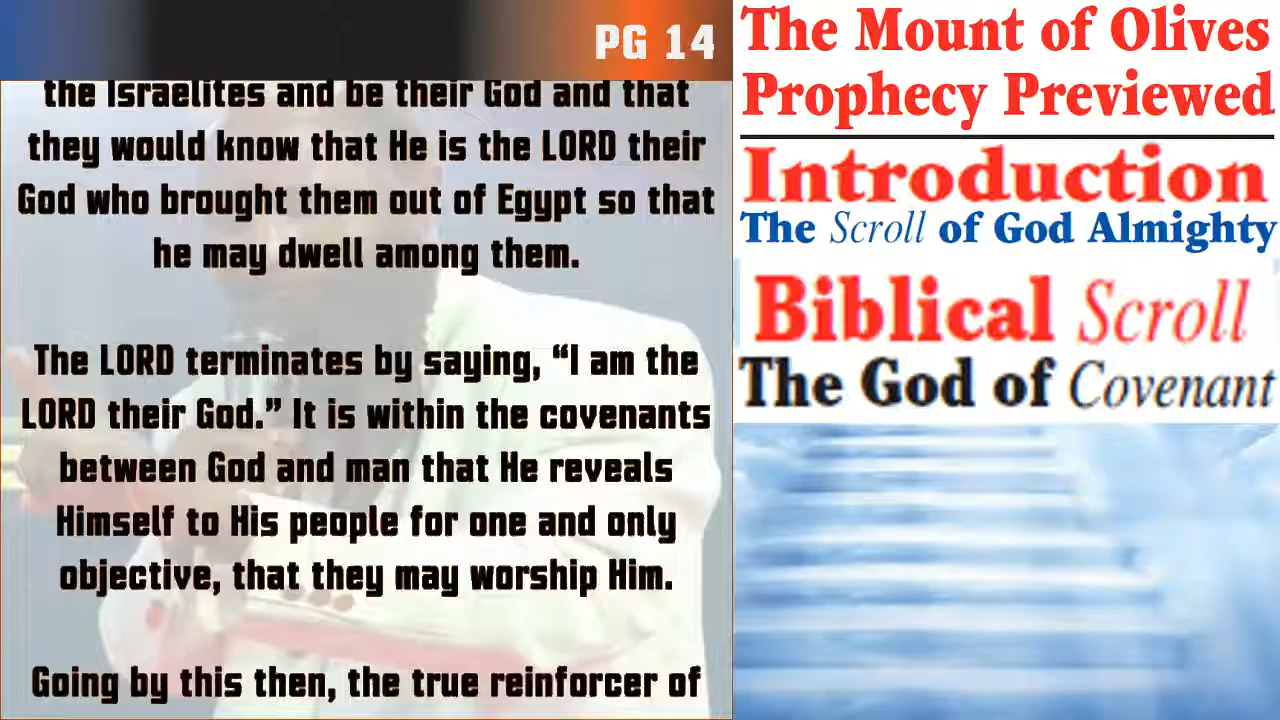 PG 14
the Israelites and be their God and that
they would know that He is the LORD their
God who brought them out of Egypt so that
he may dwell among them.
The LORD terminates by saying, “I am the
LORD their God.” It is within the covenants
between God and man that He reveals
Himself to His people for one and only
objective, that they may worship Him.
Going by this then, the true reinforcer of
The Mount of Olives
Prophecy Previewed
Introduction
The Scroll of God Almighty
Biblical Scroll
The God of Covenant